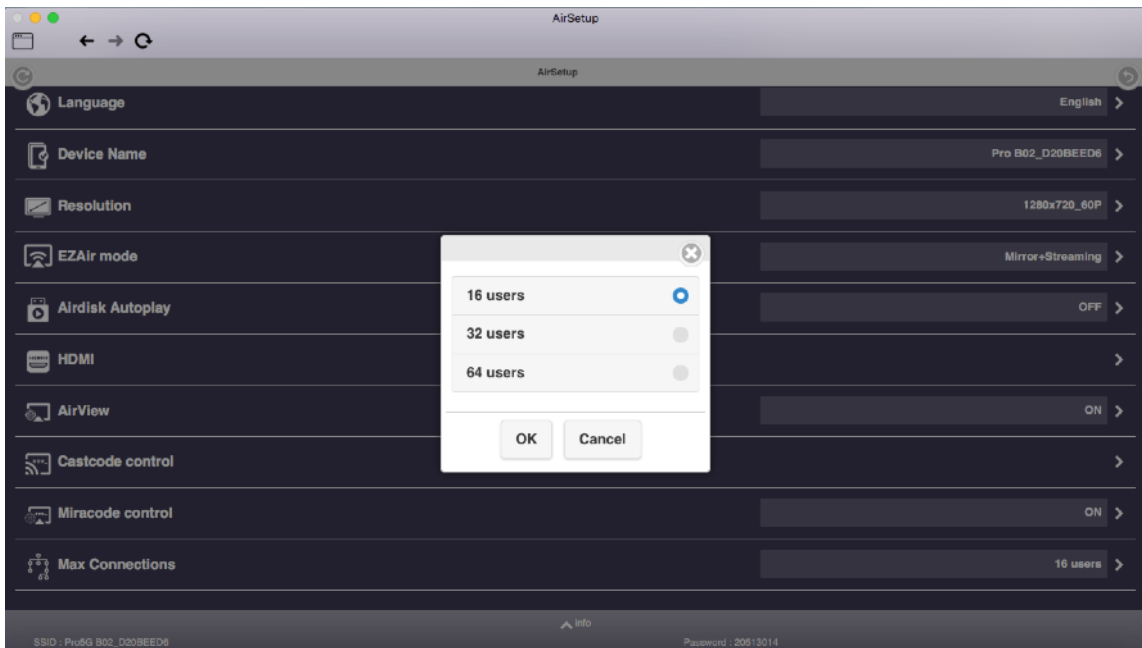 AirSetup
AirSetup
Language English
Device Name Pro B02_D20BEED6
Resolution 1280x720_60P
EZAir mode Mirror+Streaming
16 users
Airdisk Autoplay OFF
32 users
HDMI
64 users
AirView ON
OK Cancel
Castcode control
Miracode control ON
Max Connections 16 users
info
SSID : Pro5G B02_D20BEED6 Password : 20513014